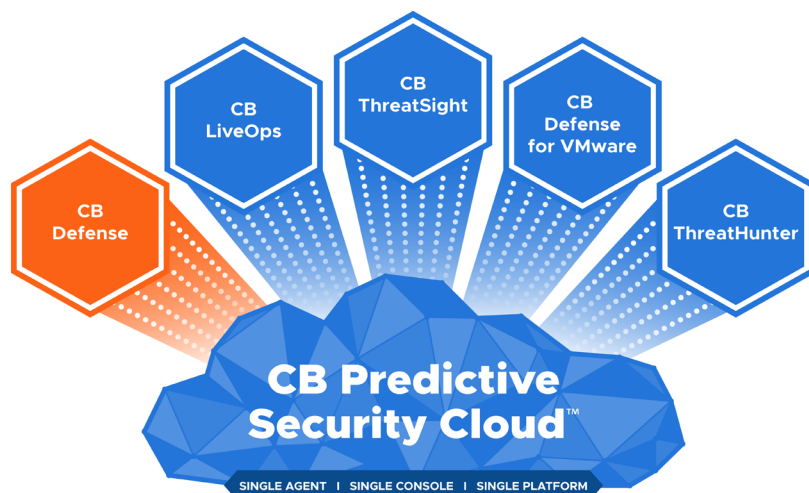 CB
Defense
CB
LiveOps
CB
ThreatSight
CB
Defense
for VMware
CB
ThreatHunter
CB Predictive
Security Cloud™
SINGLE AGENT I SINGLE CONSOLE I SINGLE PLATFORM